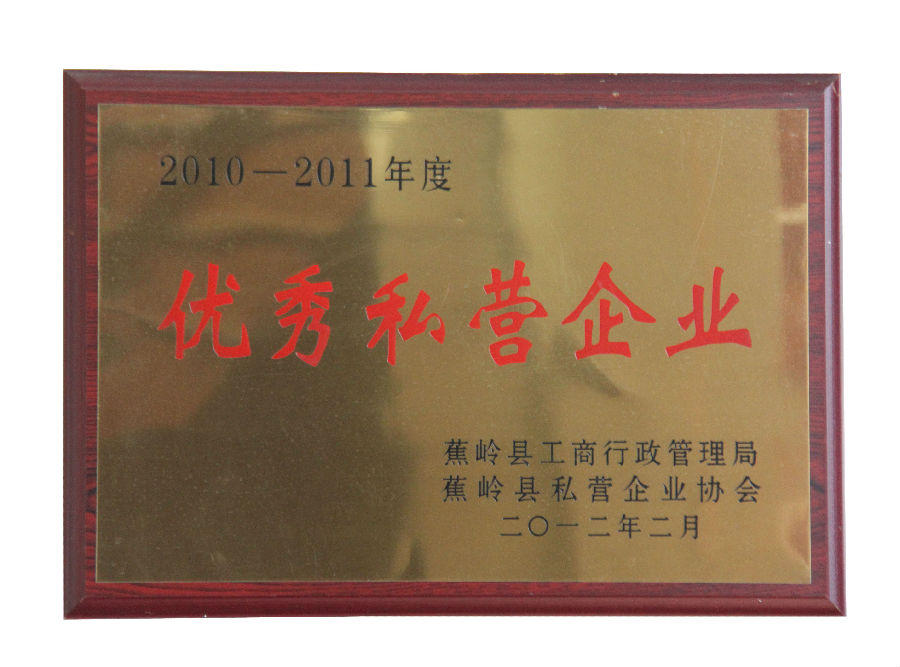 2010－2011年度
优秀私营企业
蕉岭县工商行政管理局
蕉岭县私营企业协会
二〇一二年二月